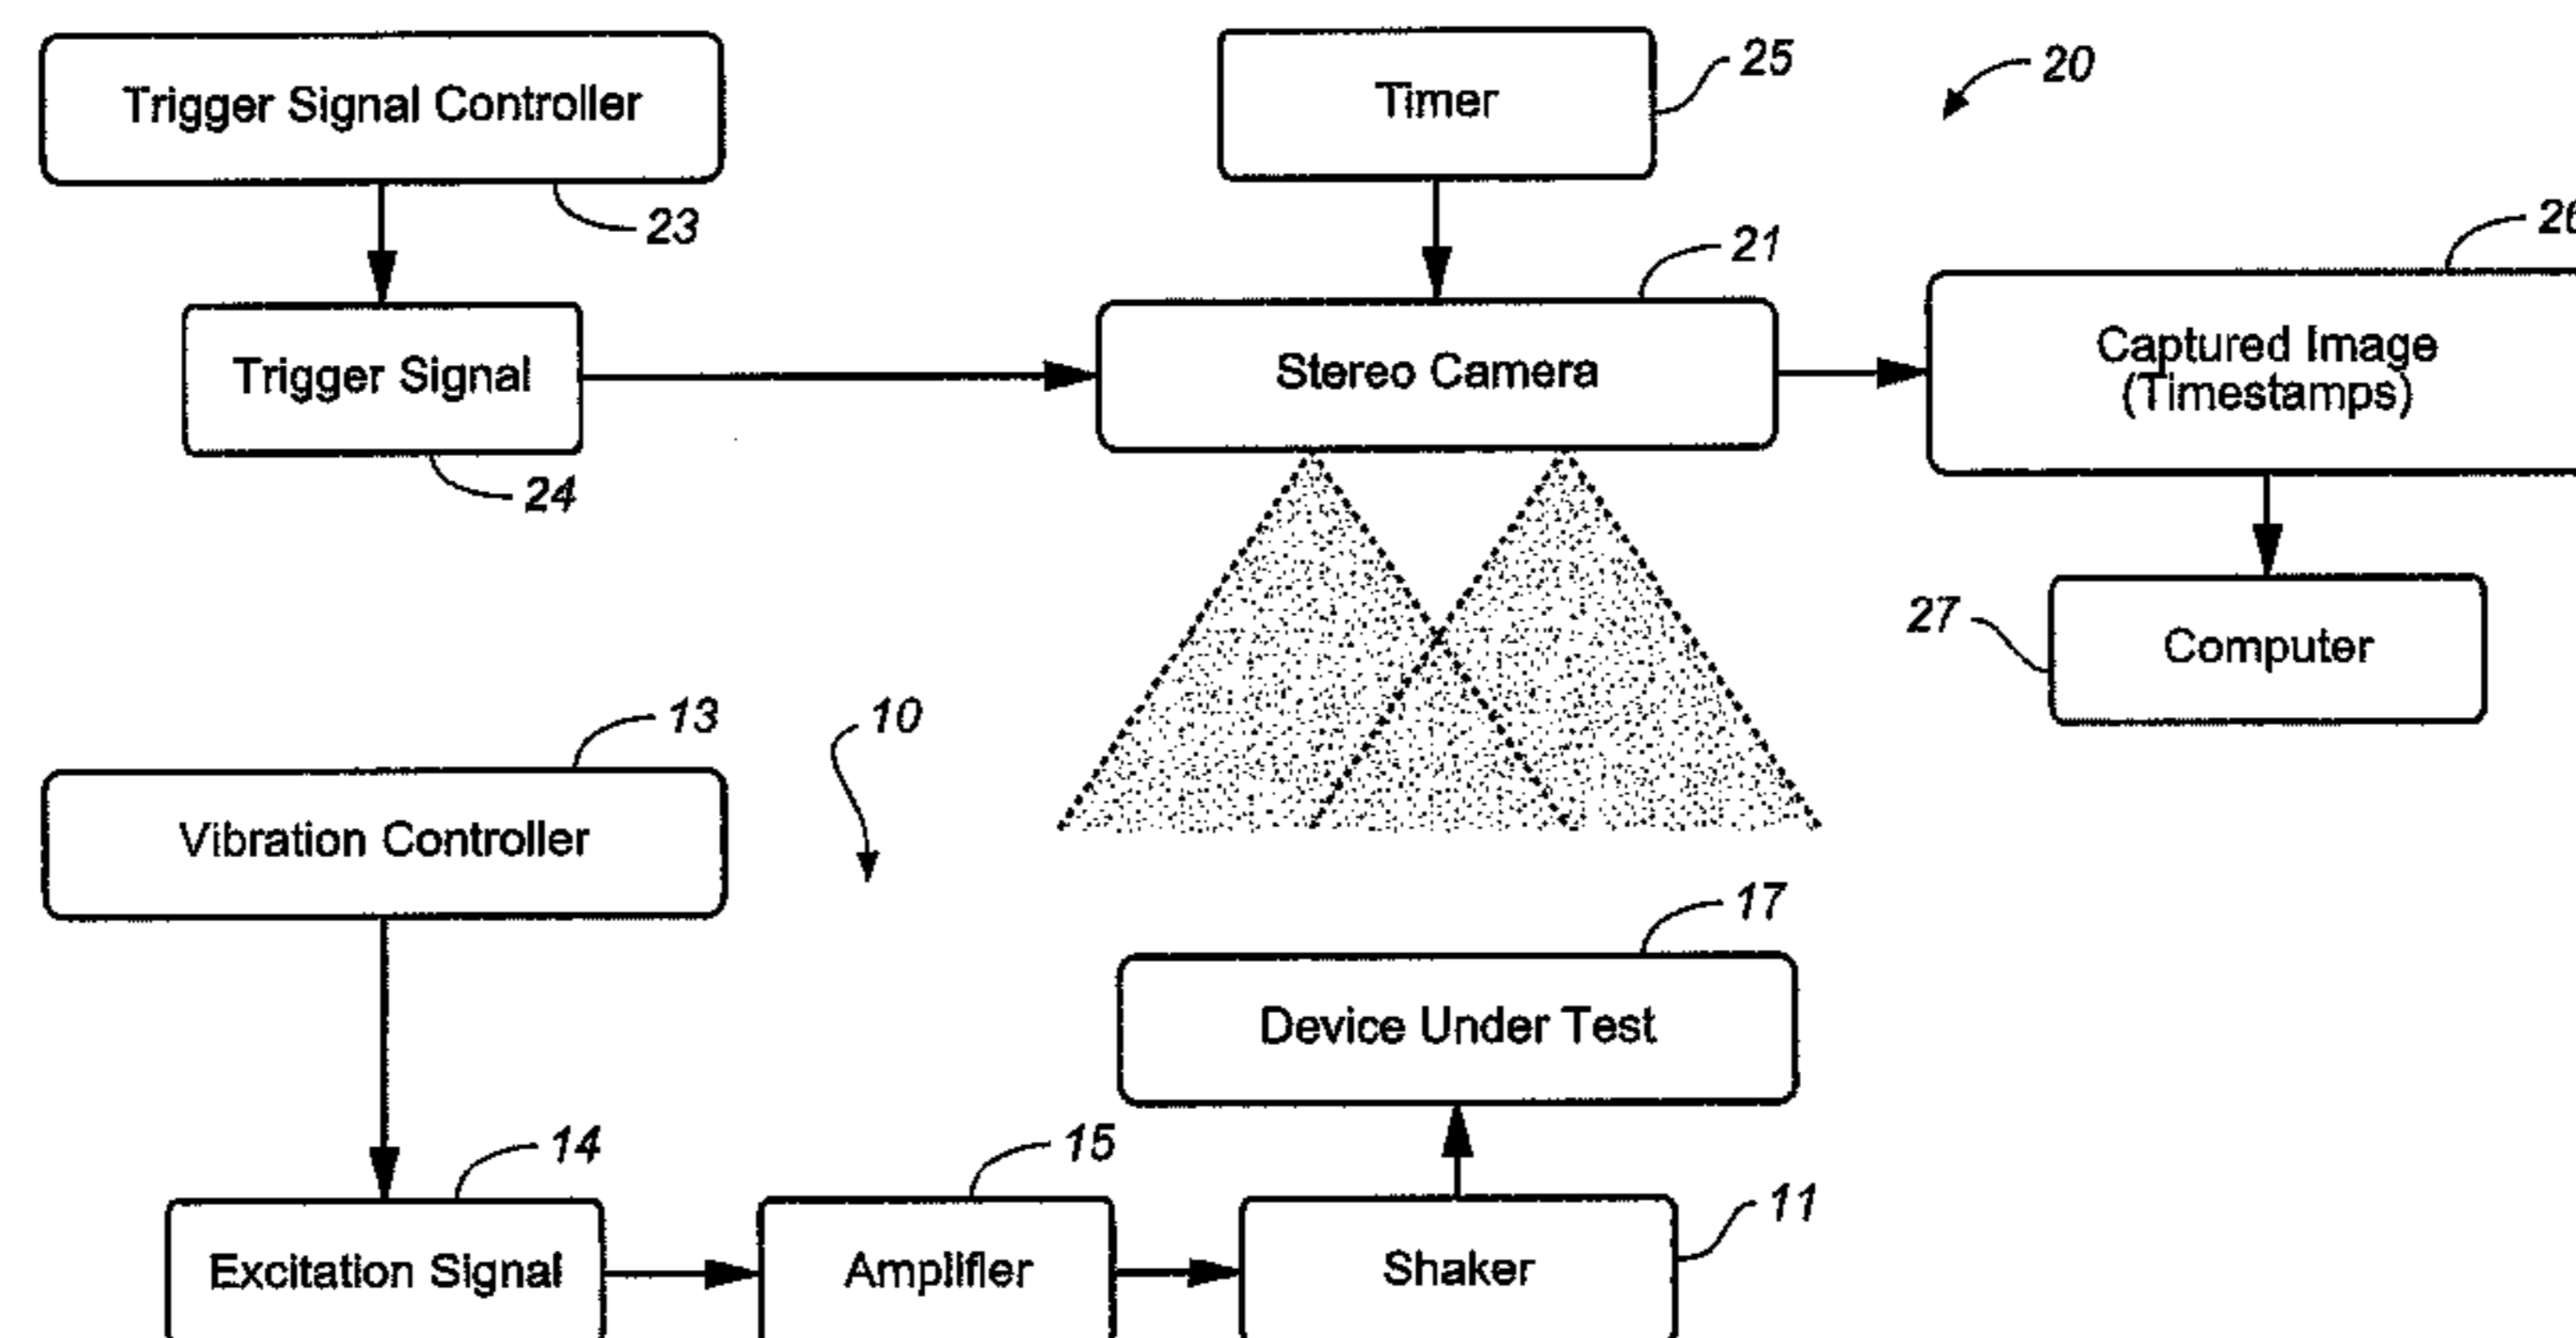 Trigger Signal Controller
23
Timer
25
20
Trigger Signal
24
Stereo Camera
21
Captured Image
(Timestamps)
26
Computer
27
Vibration Controller
13
10
Device Under Test
17
Excitation Signal
14
Amplifier
15
Shaker
11